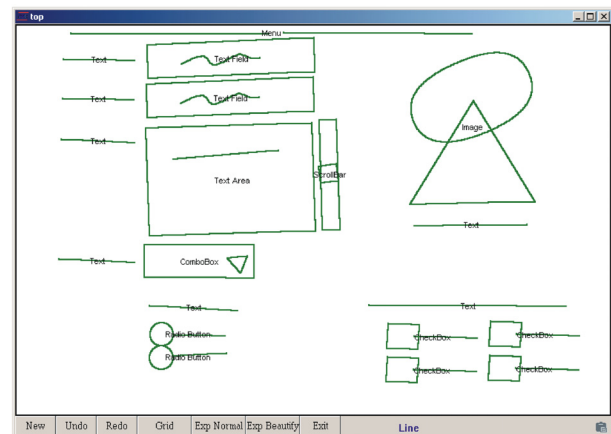 top
Menu
Text
Text Field
Text
Text Field
Text
Image
ScrollBar
Text Area
Text
Text
ComboBox
Text
Text
Radio Button
CheckBox
CheckBox
Radio Button
CheckBox
CheckBox
New Undo Redo Grid Exp Normal Exp Beautify Exit Line